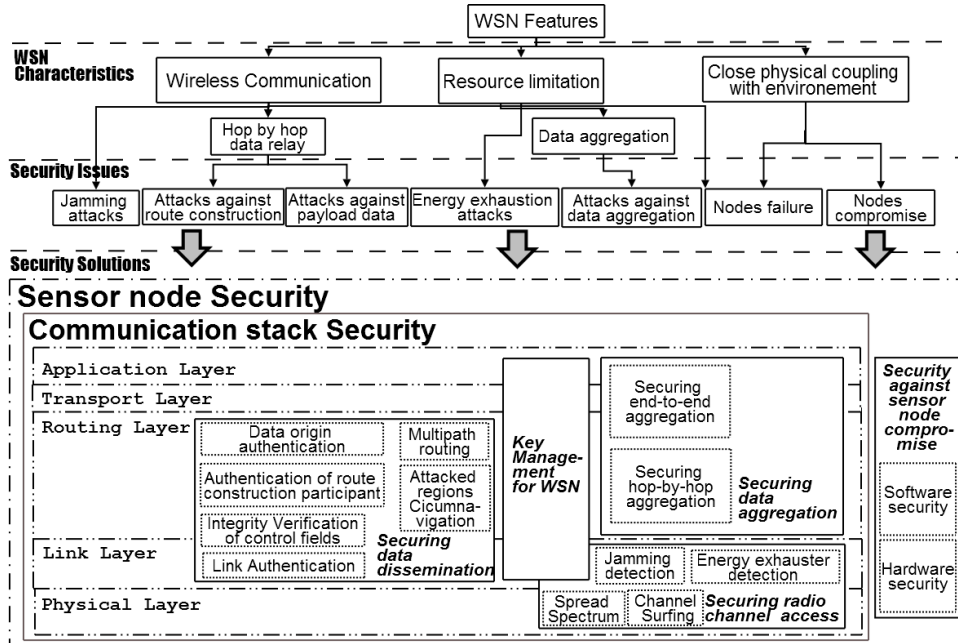 WSN Features
WSN
Characteristics
Wireless Communication
Resource limitation
Close physical coupling
with environement
Hop by hop
data relay
Data aggregation
Security Issues
Jamming
attacks
Attacks against
route construction
Attacks against
payload data
Energy exhaustion
attacks
Attacks against
data aggregation
Nodes failure
Nodes
compromise
Security Solutions
Sensor node Security
Communication stack Security
Application Layer
Transport Layer
Routing Layer
Data origin
authentication
Multipath
routing
Authentication of route
construction participant
Attacked
regions
Cicumna-
vigation
Integrity Verification
of control fields
Link Authentication
Securing
data
dissemination
Key
Management
for WSN
Securing
end-to-end
aggregation
Securing
hop-by-hop
aggregation
Securing
data
aggregation
Security
against
sensor
node
compro-
mise
Software
security
Hardware
security
Link Layer
Jamming
detection
Energy exhauster
detection
Physical Layer
Spread
Spectrum
Channel
Surfing
Securing radio
channel access